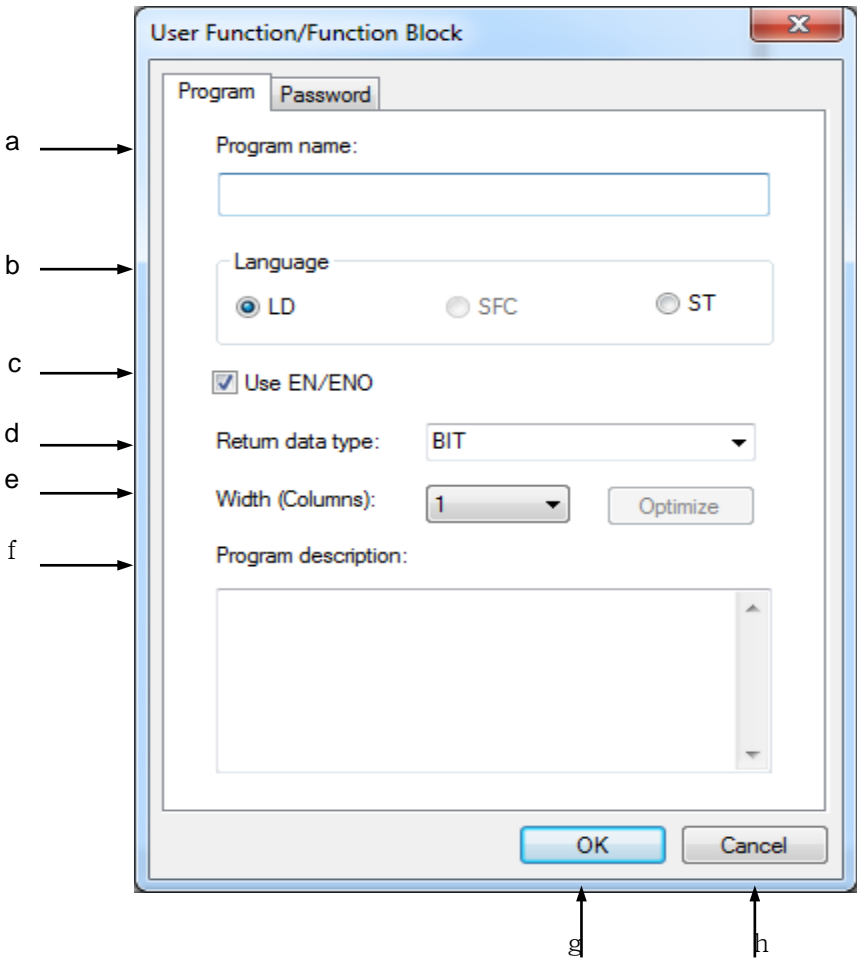 User Function/Function Block
Program Password
a Program name:
b Language
LD SFC ST
c Use EN/ENO
d Return data type: BIT
e Width (Columns): 1 Optimize
f Program description:
OK Cancel
g h